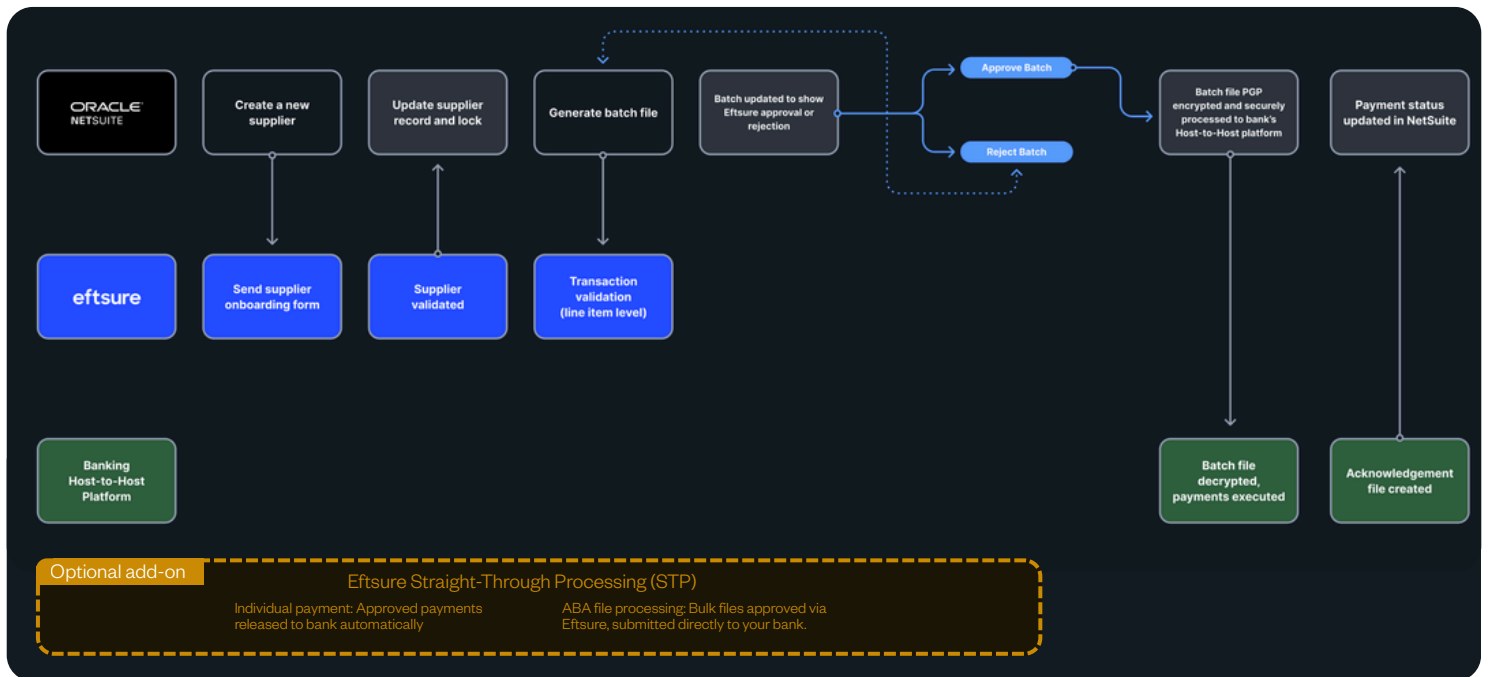 ORACLE
NETSUITE
Create a new
supplier
Update supplier
record and lock
Generate batch file
Batch updated to show
Eftsure approval or
rejection
Approve Batch
Reject Batch
Batch file PGP
encrypted and securely
processed to bank's
Host-to-Host platform
Payment status
updated in NetSuite
eftsure
Send supplier
onboarding form
Supplier
validated
Transaction
validation
(line item level)
Banking
Host-to-Host
Platform
Batch file
decrypted,
payments executed
Acknowledgement
file created
Optional add-on
Eftsure Straight-Through Processing (STP)
Individual payment: Approved payments
released to bank automatically
ABA file processing: Bulk files approved via
Eftsure, submitted directly to your bank.